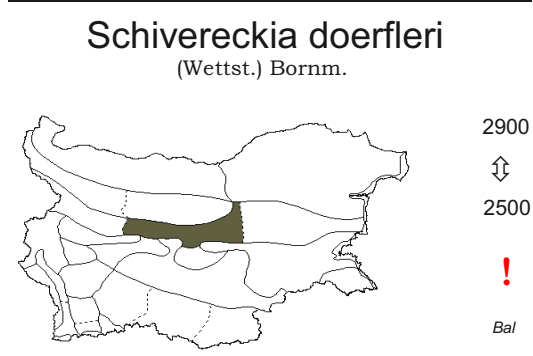 Schivereckia doerfleri
(Wettst.) Bornm.
2900
⇕
2500
!
Bal